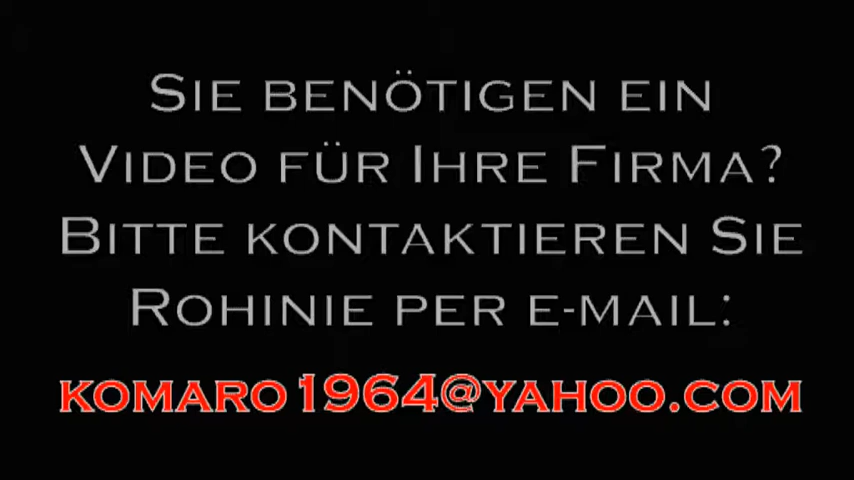 Sie benötigen ein
Video für Ihre Firma?
Bitte kontaktieren Sie
Rohinie per e-mail:
komaro1964@yahoo.com